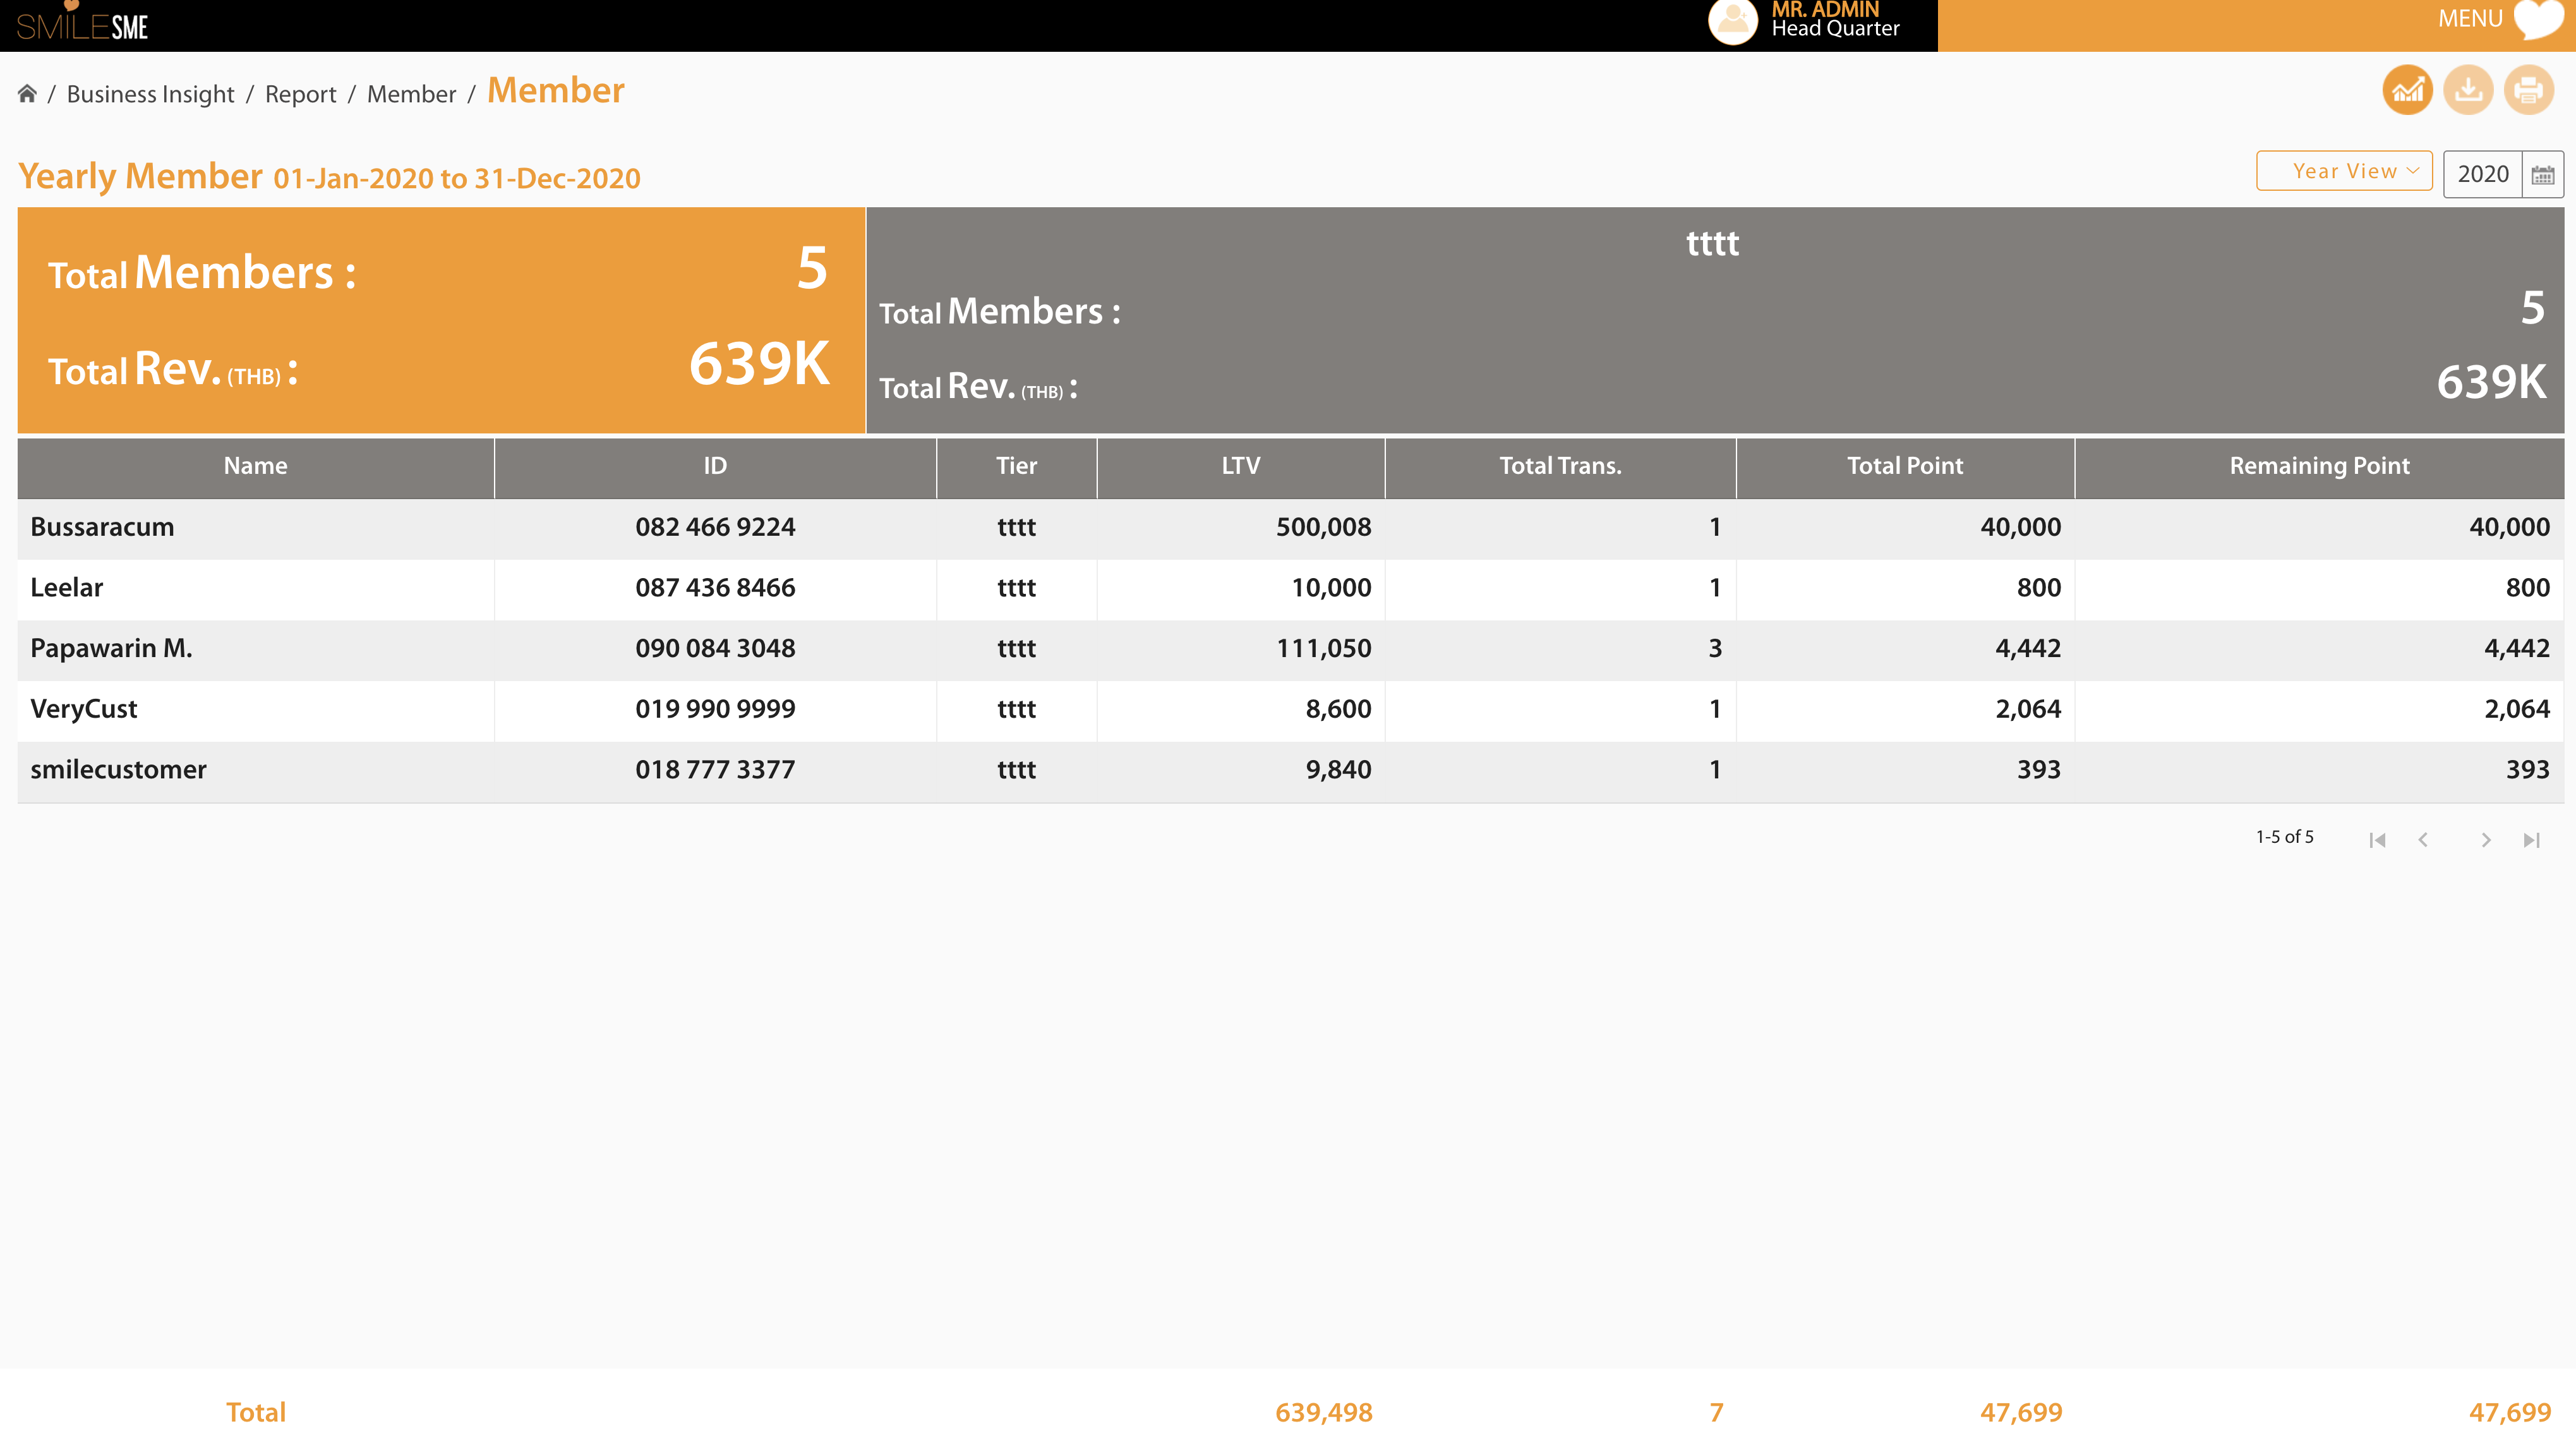 SMILESME
MR. ADMIN
Head Quarter
MENU
/ Business Insight / Report / Member / Member
Yearly Member 01-Jan-2020 to 31-Dec-2020
Year View
2020
Total Members : 5
Total Rev. (THB) : 639K
tttt
Total Members : 5
Total Rev. (THB) : 639K
Name ID Tier LTV Total Trans. Total Point Remaining Point
Bussaracum 082 466 9224 tttt 500,008 1 40,000 40,000
Leelar 087 436 8466 tttt 10,000 1 800 800
Papawarin M. 090 084 3048 tttt 111,050 3 4,442 4,442
VeryCust 019 990 9999 tttt 8,600 1 2,064 2,064
smilecustomer 018 777 3377 tttt 9,840 1 393 393
1-5 of 5
Total 639,498 7 47,699 47,699